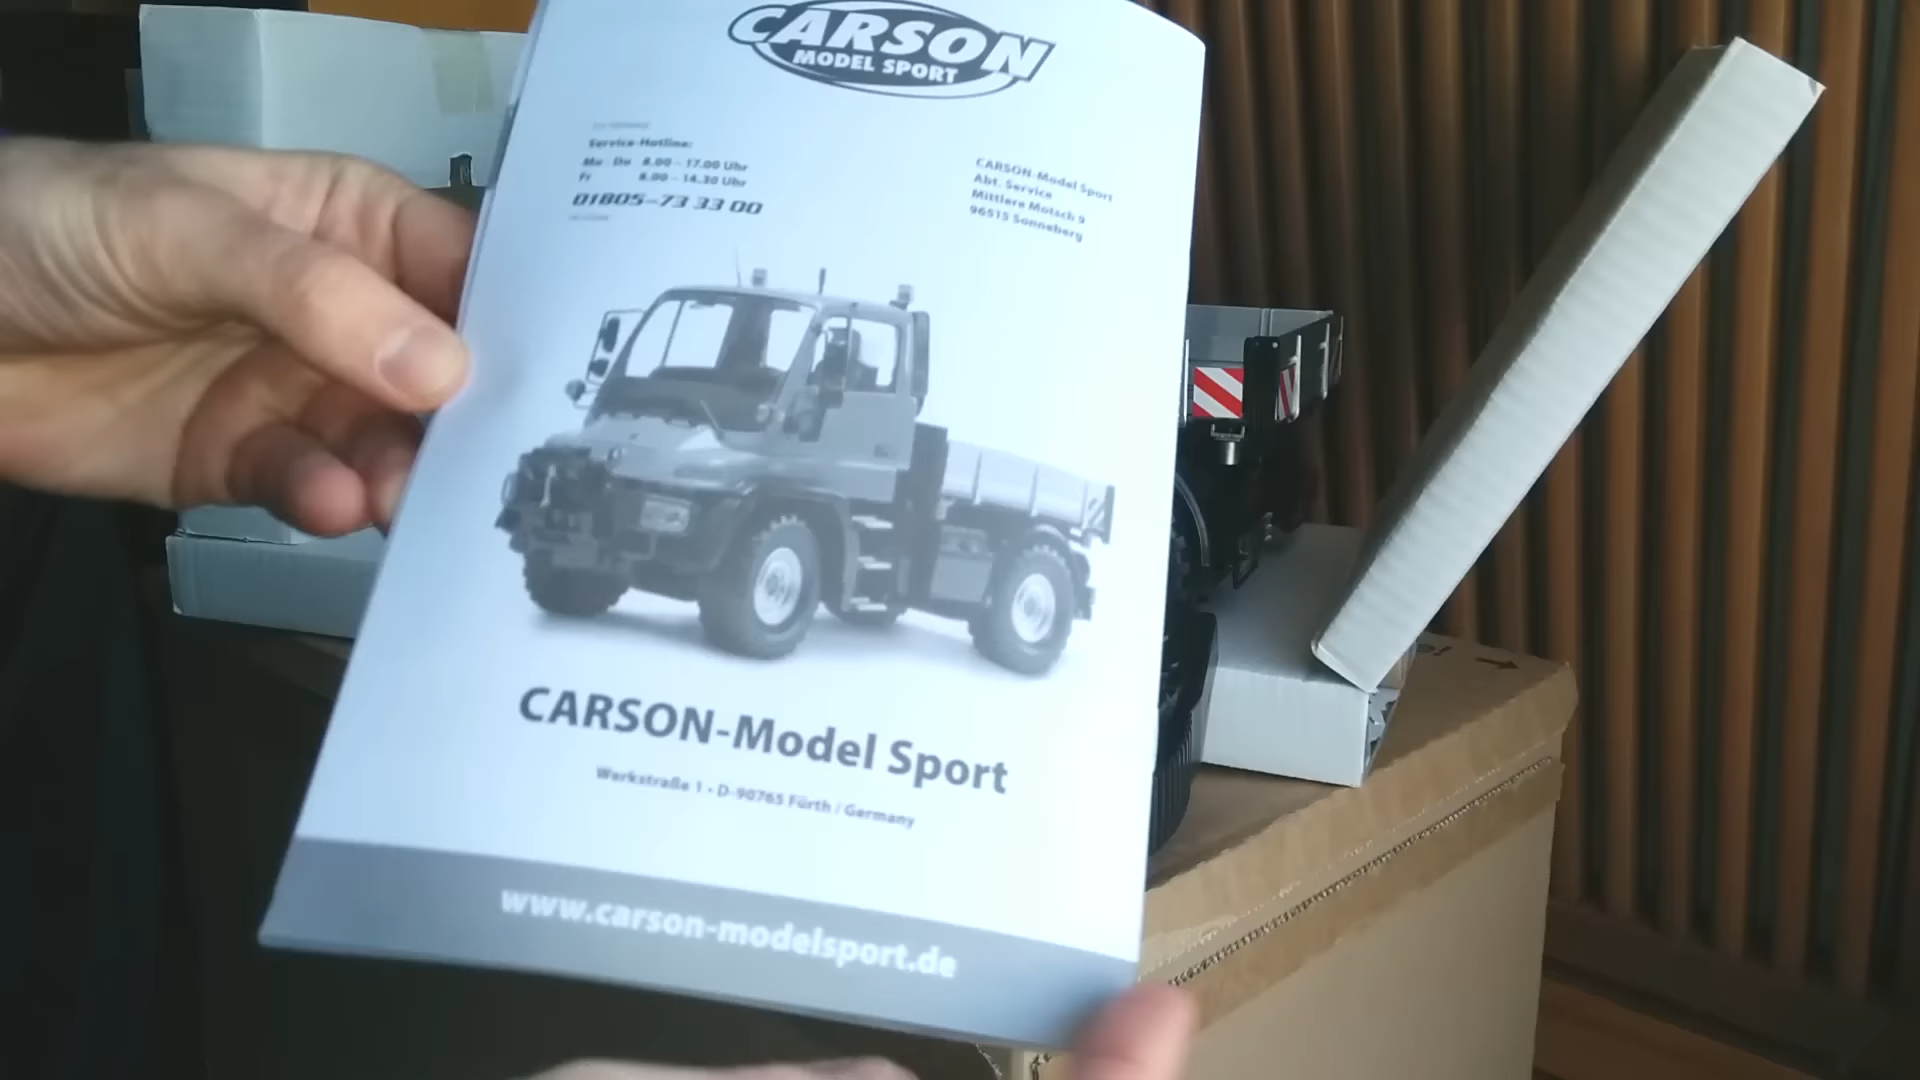 CARSON
MODEL SPORT
Service-Hotline:
Mo - Do 8.00 - 17.00 Uhr
Fr 8.00 - 14.30 Uhr
01805–73 33 00
CARSON-Model Sport
Abt. Service
Mittlere Motsch 9
96515 Sonneberg
CARSON-Model Sport
Werkstraße 1 • D-90765 Fürth / Germany
www.carson-modelsport.de